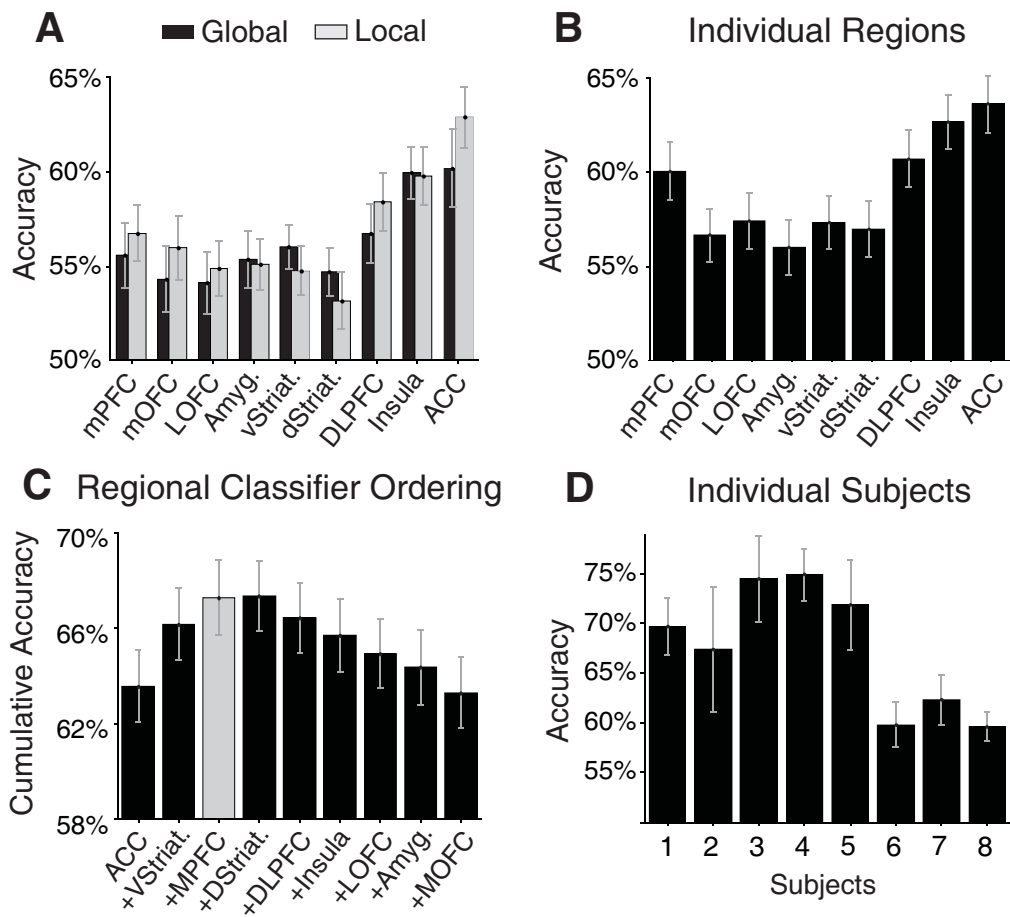 A
Global
Local
65%
60%
55%
50%
Accuracy
mPFC
mOFC
LOFC
Amyg.
vStriat.
dStriat.
DLPFC
Insula
ACC
B
Individual Regions
65%
60%
55%
50%
Accuracy
mPFC
mOFC
LOFC
Amyg.
vStriat.
dStriat.
DLPFC
Insula
ACC
C
Regional Classifier Ordering
70%
66%
62%
58%
Cumulative Accuracy
ACC
+VStriat.
+MPFC
+DStriat.
+DLPFC
+Insula
+LOFC
+Amyg.
+MOFC
D
Individual Subjects
75%
70%
65%
60%
55%
Accuracy
1 2 3 4 5 6 7 8
Subjects